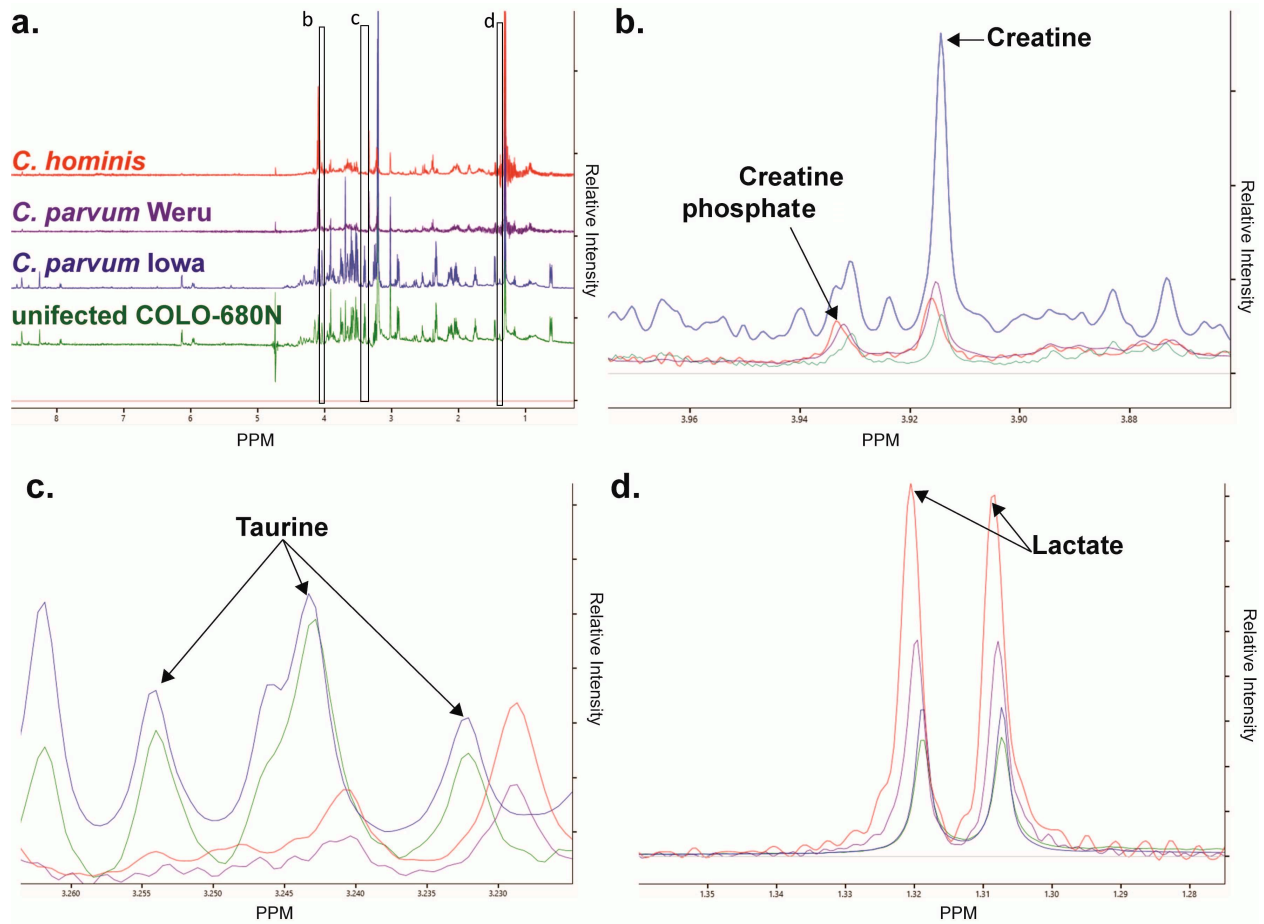 a.
b c d
C. hominis
C. parvum Weru
C. parvum Iowa
unifected COLO-680N
Relative Intensity
8 7 6 5 4 3 2 1
PPM
b.
Creatine
Creatine
phosphate
Relative Intensity
3.96 3.94 3.92 3.90 3.88
PPM
c.
Taurine
Relative Intensity
3.260 3.255 3.250 3.245 3.240 3.235 3.230
PPM
d.
Lactate
Relative Intensity
1.35 1.34 1.33 1.32 1.31 1.30 1.29 1.28
PPM